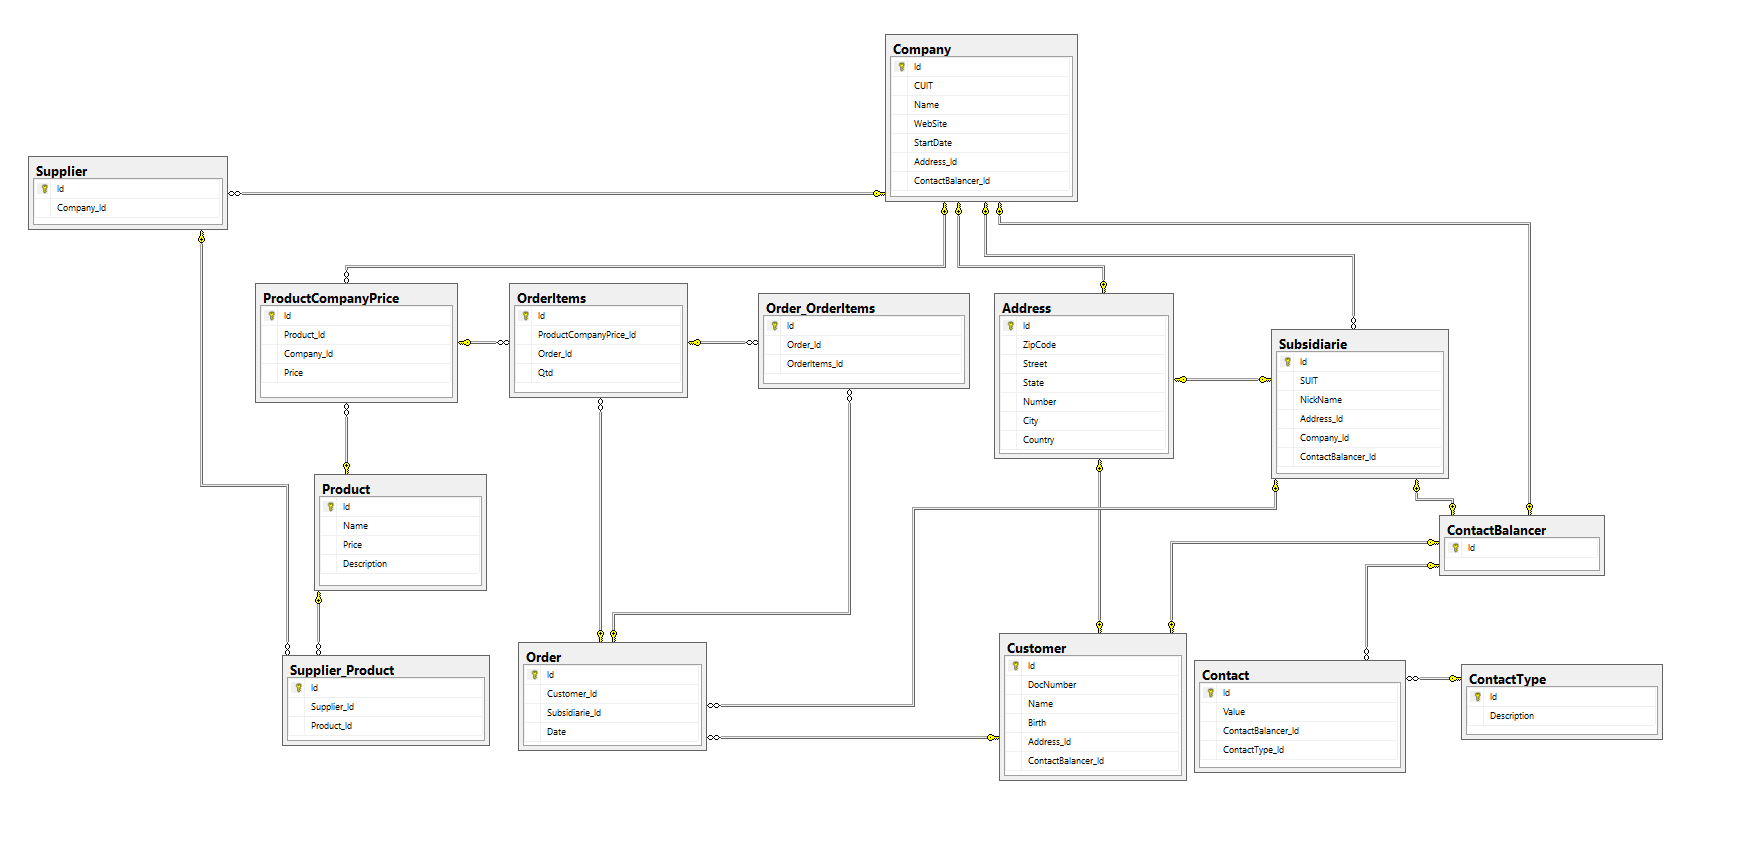 Company
Id
CUIT
Name
WebSite
StartDate
Address_Id
ContactBalancer_Id
Supplier
Id
Company_Id
ProductCompanyPrice
Id
Product_Id
Company_Id
Price
OrderItems
Id
ProductCompanyPrice_Id
Order_Id
Qtd
Order_OrderItems
Id
Order_Id
OrderItems_Id
Address
Id
ZipCode
Street
State
Number
City
Country
Subsidiarie
Id
SUIT
NickName
Address_Id
Company_Id
ContactBalancer_Id
Product
Id
Name
Price
Description
ContactBalancer
Id
Supplier_Product
Id
Supplier_Id
Product_Id
Order
Id
Customer_Id
Subsidiarie_Id
Date
Customer
Id
DocNumber
Name
Birth
Address_Id
ContactBalancer_Id
Contact
Id
Value
ContactBalancer_Id
ContactType_Id
ContactType
Id
Description